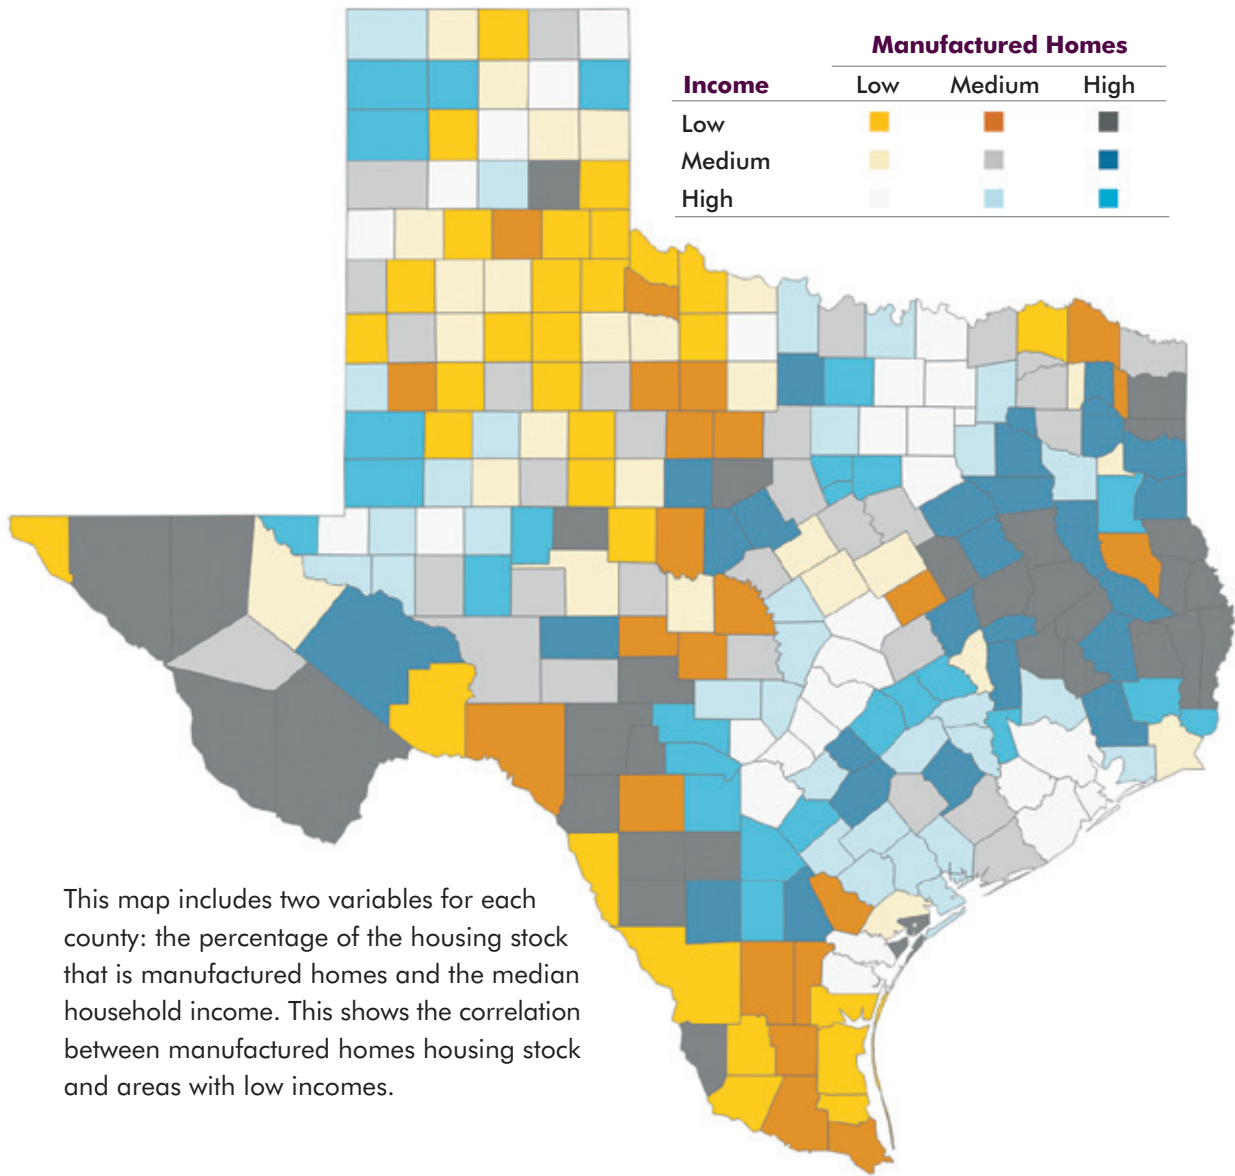 Manufactured Homes
Income Low Medium High
Low
Medium
High
This map includes two variables for each
county: the percentage of the housing stock
that is manufactured homes and the median
household income. This shows the correlation
between manufactured homes housing stock
and areas with low incomes.